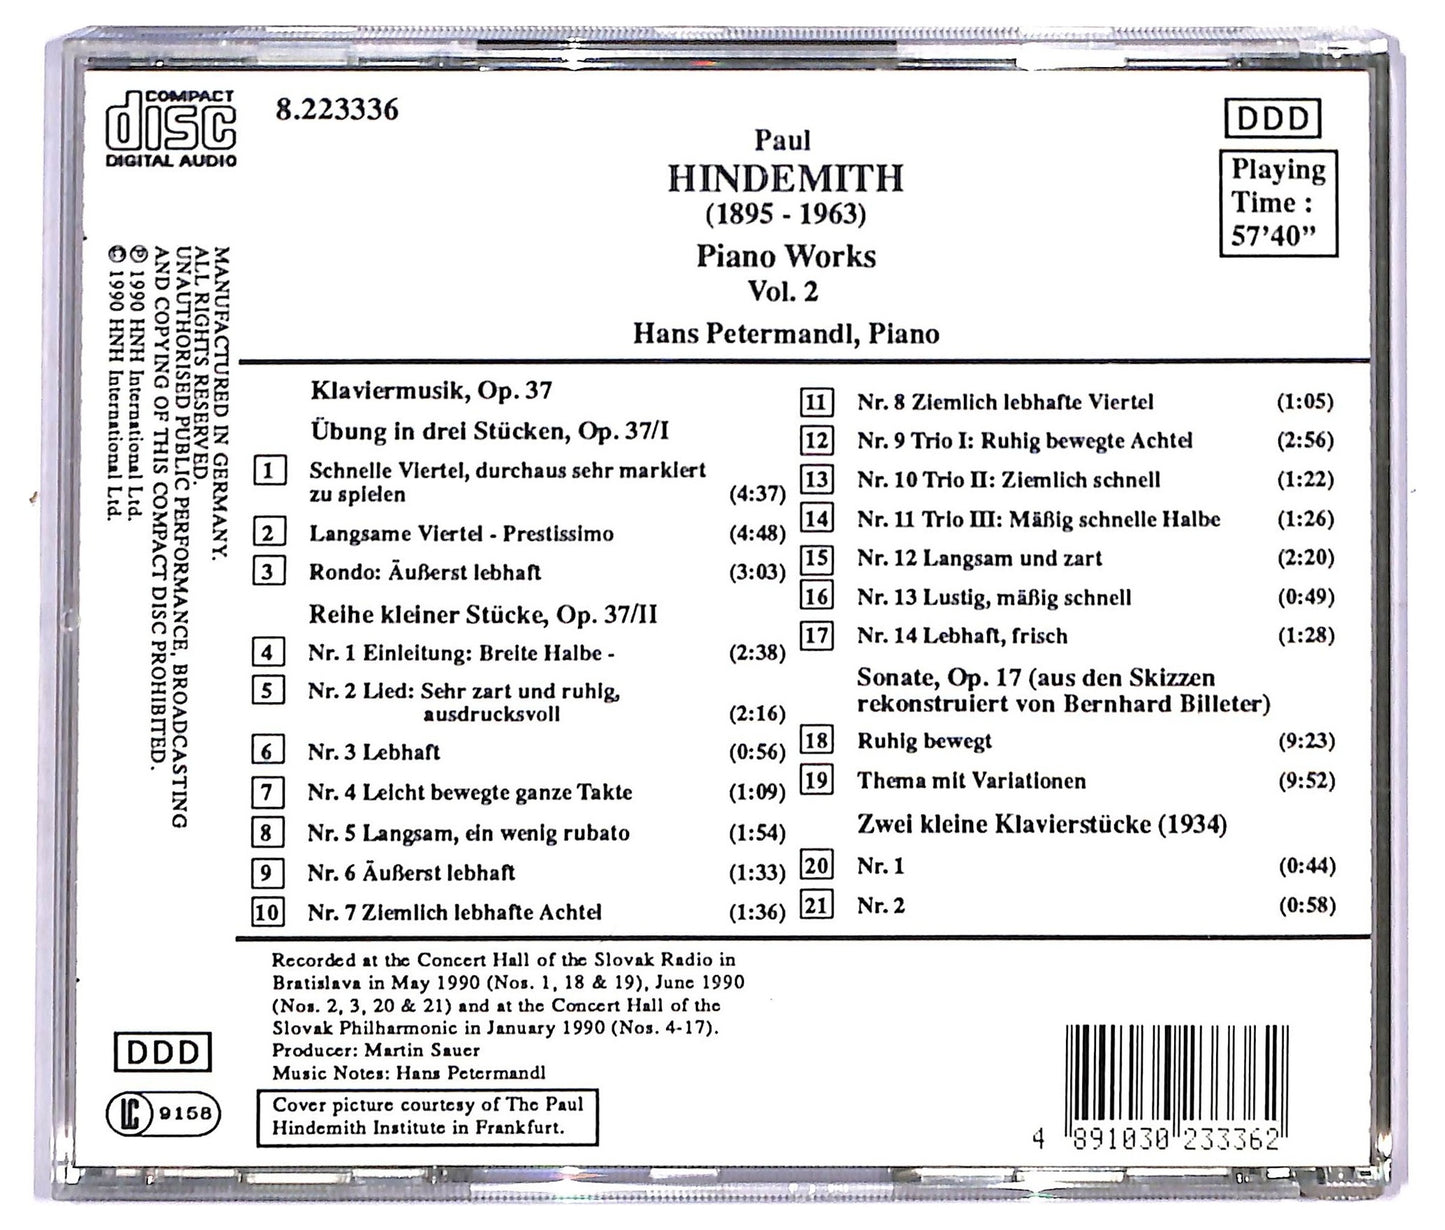 COMPACT
disc
DIGITAL AUDIO
8.223336
DDD
Playing
Time :
57'40"
Paul
HINDEMITH
(1895 - 1963)
Piano Works
Vol. 2
Hans Petermandl, Piano
MANUFACTURED IN GERMANY.
ALL RIGHTS RESERVED.
UNAUTHORISED PUBLIC PERFORMANCE, BROADCASTING
AND COPYING OF THIS COMPACT DISC PROHIBITED.
℗ 1990 HNH International Ltd.
© 1990 HNH International Ltd.
Klaviermusik, Op. 37
Übung in drei Stücken, Op. 37/I
1 Schnelle Viertel, durchaus sehr markiert
zu spielen (4:37)
2 Langsame Viertel - Prestissimo (4:48)
3 Rondo: Äußerst lebhaft (3:03)
Reihe kleiner Stücke, Op. 37/II
4 Nr. 1 Einleitung: Breite Halbe - (2:38)
5 Nr. 2 Lied: Sehr zart und ruhig,
ausdrucksvoll (2:16)
6 Nr. 3 Lebhaft (0:56)
7 Nr. 4 Leicht bewegte ganze Takte (1:09)
8 Nr. 5 Langsam, ein wenig rubato (1:54)
9 Nr. 6 Äußerst lebhaft (1:33)
10 Nr. 7 Ziemlich lebhafte Achtel (1:36)
11 Nr. 8 Ziemlich lebhafte Viertel (1:05)
12 Nr. 9 Trio I: Ruhig bewegte Achtel (2:56)
13 Nr. 10 Trio II: Ziemlich schnell (1:22)
14 Nr. 11 Trio III: Mäßig schnelle Halbe (1:26)
15 Nr. 12 Langsam und zart (2:20)
16 Nr. 13 Lustig, mäßig schnell (0:49)
17 Nr. 14 Lebhaft, frisch (1:28)
Sonate, Op. 17 (aus den Skizzen
rekonstruiert von Bernhard Billeter)
18 Ruhig bewegt (9:23)
19 Thema mit Variationen (9:52)
Zwei kleine Klavierstücke (1934)
20 Nr. 1 (0:44)
21 Nr. 2 (0:58)
Recorded at the Concert Hall of the Slovak Radio in
Bratislava in May 1990 (Nos. 1, 18 & 19), June 1990
(Nos. 2, 3, 20 & 21) and at the Concert Hall of the
Slovak Philharmonic in January 1990 (Nos. 4-17).
Producer: Martin Sauer
Music Notes: Hans Petermandl
Cover picture courtesy of The Paul
Hindemith Institute in Frankfurt.
DDD
LC 9158
4 891030 233362